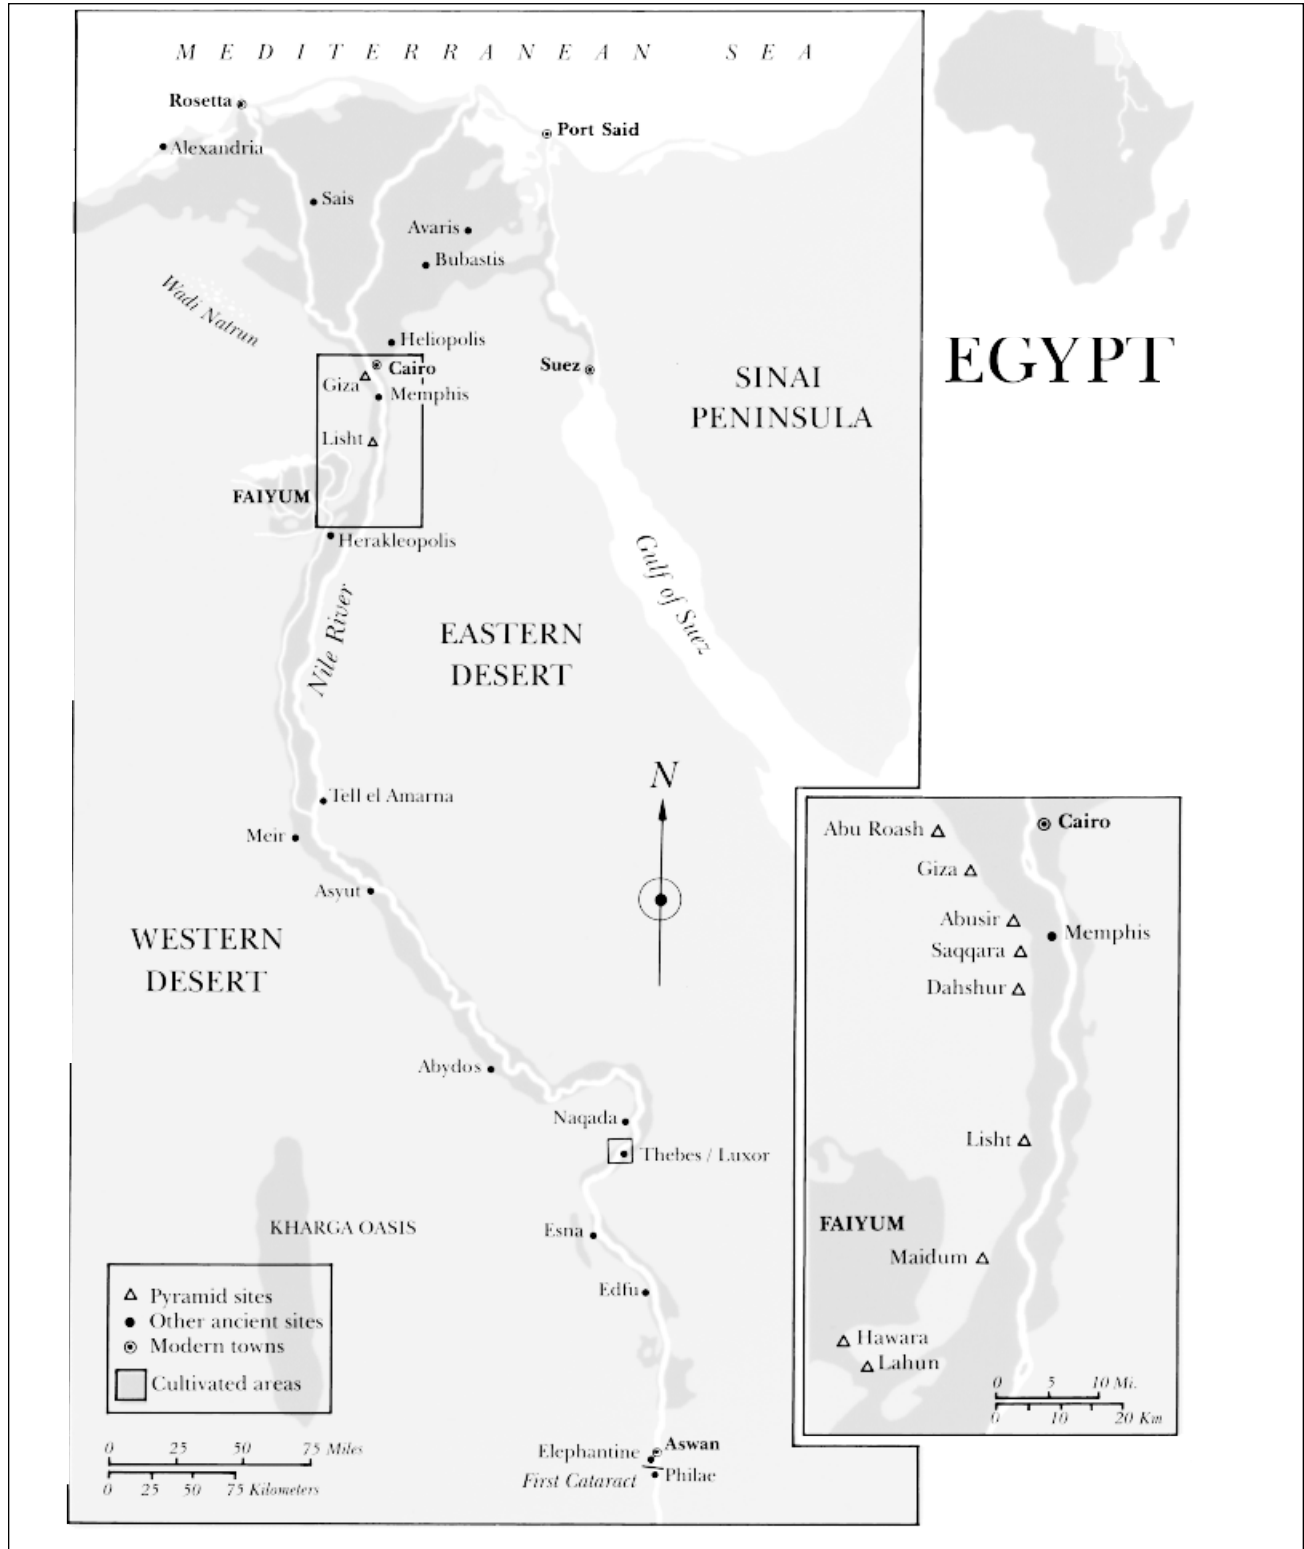 MEDITERRANEAN SEA
Rosetta
Port Said
Alexandria
Sais
Avaris
Bubastis
Wadi Natrun
Heliopolis
Cairo
Giza
Memphis
Suez
SINAI
PENINSULA
EGYPT
Lisht
FAIYUM
Herakleopolis
Gulf of Suez
Nile River
EASTERN
DESERT
N
Tell el Amarna
Meir
Asyut
WESTERN
DESERT
Abydos
Naqada
Thebes / Luxor
KHARGA OASIS
Esna
Edfu
Pyramid sites
Other ancient sites
Modern towns
Cultivated areas
0 25 50 75 Miles
0 25 50 75 Kilometers
Elephantine
Aswan
First Cataract
Philae
Abu Roash
Cairo
Giza
Abusir
Memphis
Saqqara
Dahshur
Lisht
FAIYUM
Maidum
Hawara
Lahun
0 5 10 Mi.
0 10 20 Km